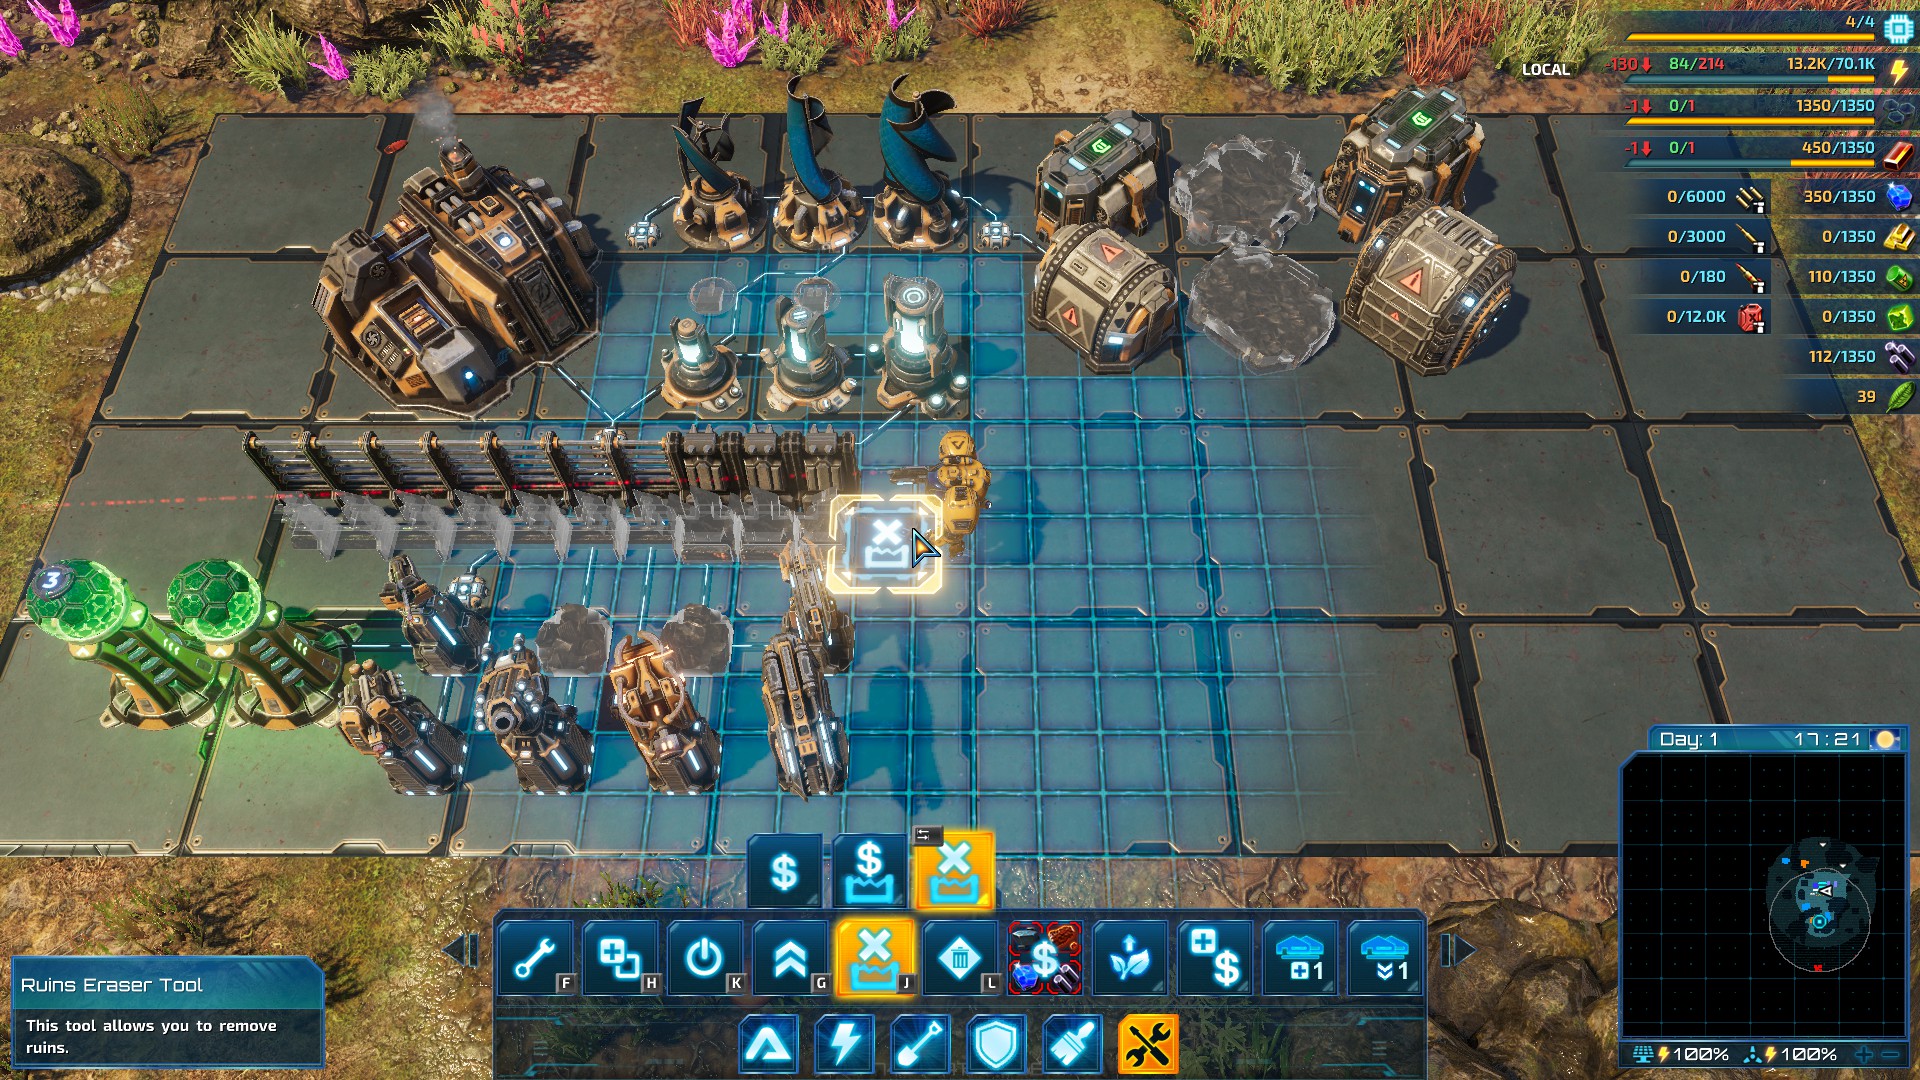 4/4
LOCAL
-130 84/214 13.2K/70.1K
-1 0/1 1350/1350
-1 0/1 450/1350
0/6000 350/1350
0/3000 0/1350
0/180 110/1350
0/12.0K 0/1350
112/1350
39
3
Day: 1 17:21
$ $
F H K G J L $ $ 1 1
Ruins Eraser Tool
This tool allows you to remove
ruins.
100% 100%